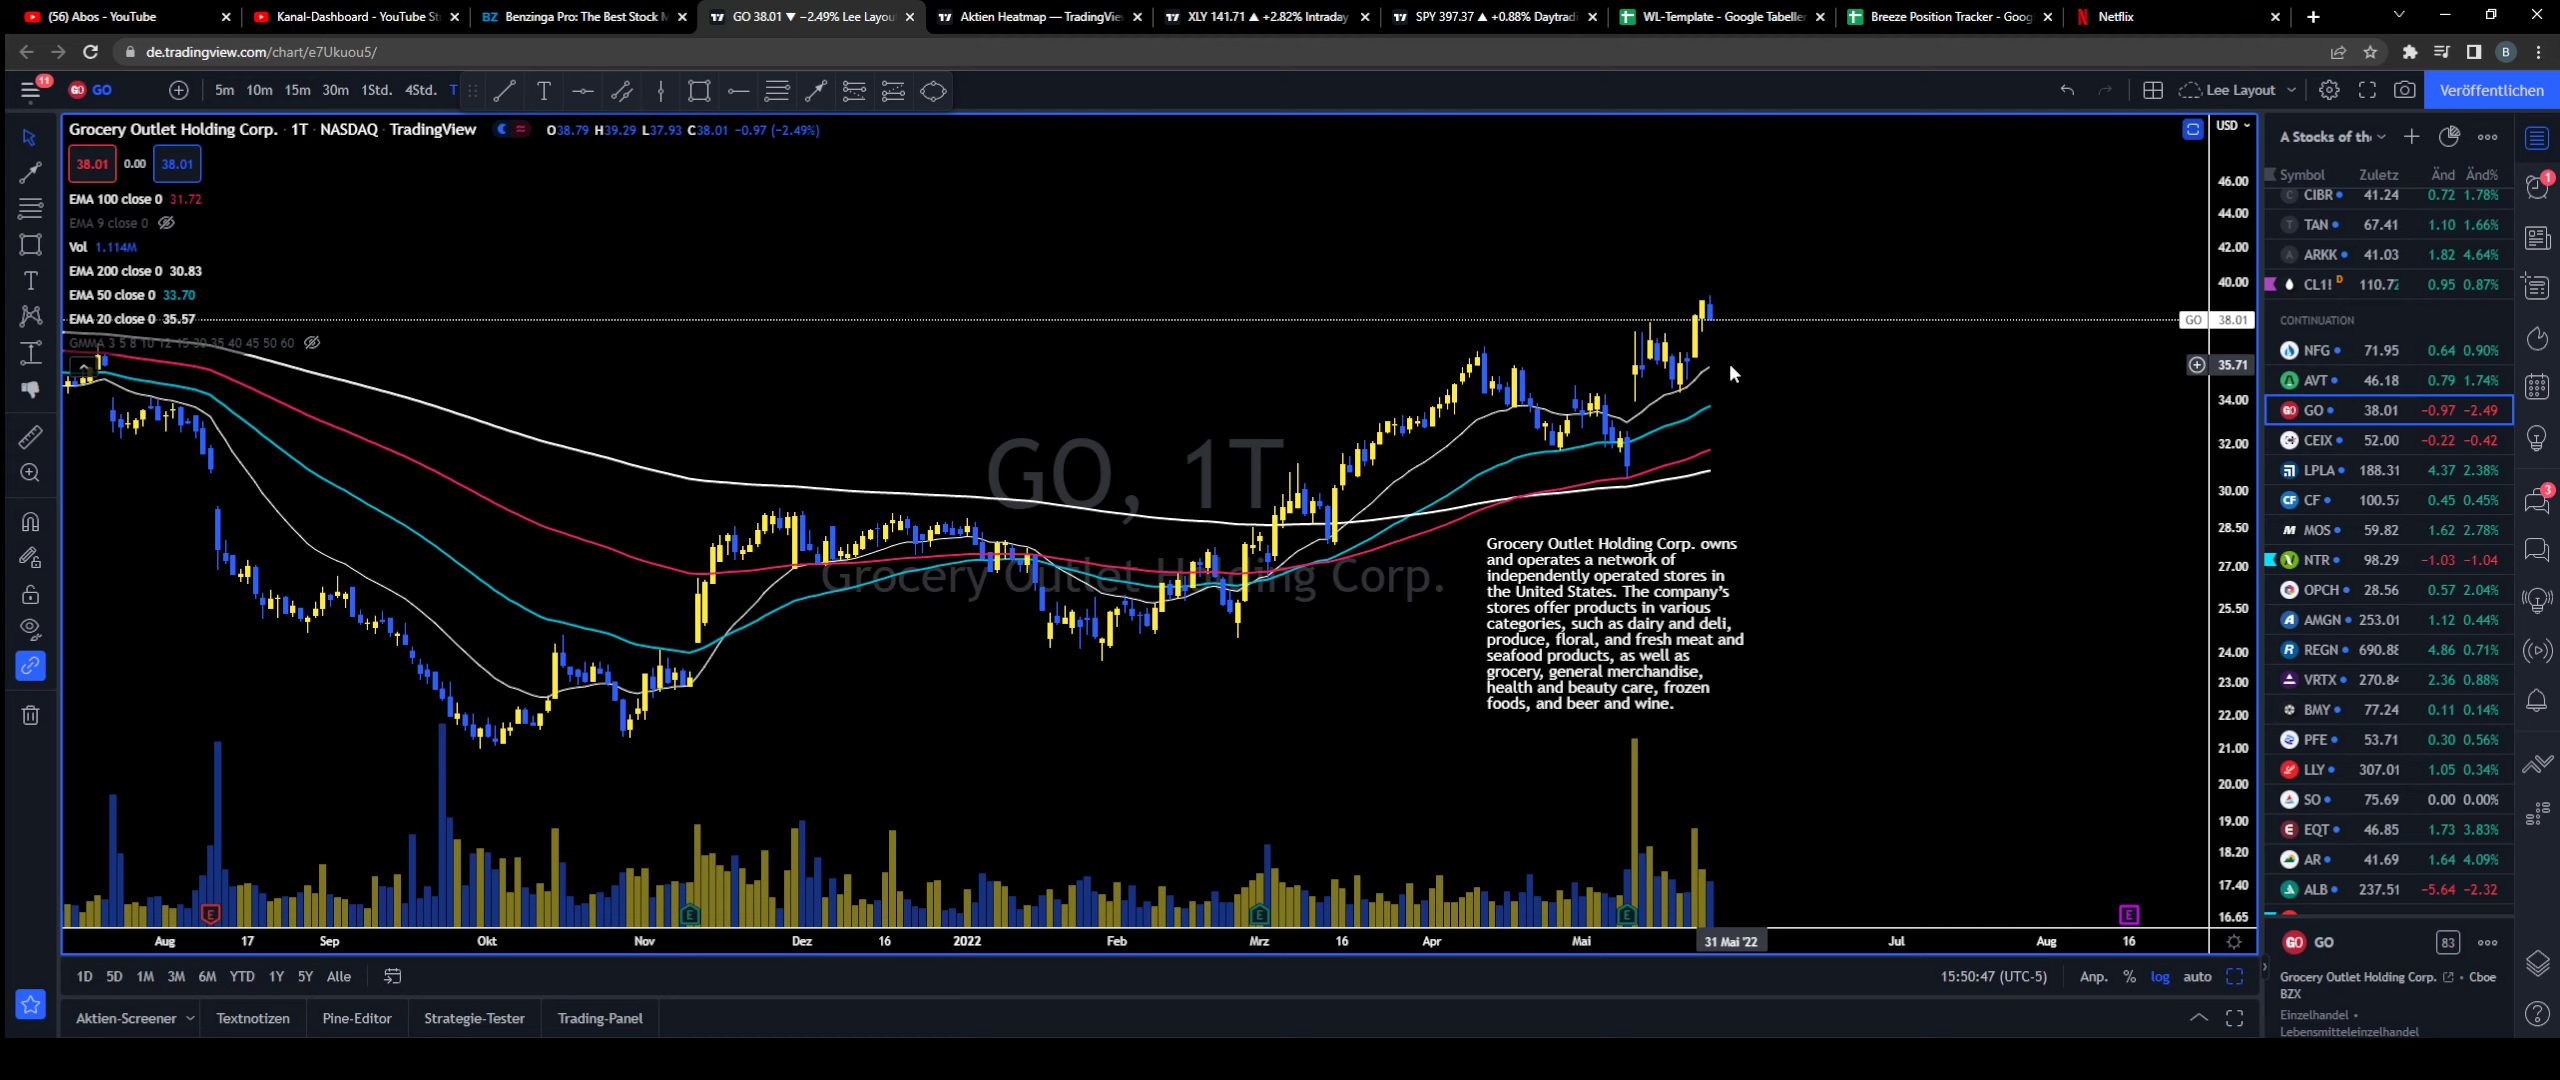 (56) Abos - YouTube
Kanal-Dashboard - YouTube St
BZ Benzinga Pro: The Best Stock
GO 38.01 ▼ −2.49% Lee Layou
Aktien Heatmap — TradingVie
XLY 141.71 ▲ +2.82% Intraday
SPY 397.37 ▲ +0.88% Daytradi
WL-Template - Google Tabeller
Breeze Position Tracker - Goog
Netflix
de.tradingview.com/chart/e7Ukuou5/
B
11
GO GO
5m 10m 15m 30m 1Std. 4Std. T
Lee Layout
Veröffentlichen
Grocery Outlet Holding Corp. · 1T · NASDAQ · TradingView
O38.79 H39.29 L37.93 C38.01 −0.97 (−2.49%)
38.01 0.00 38.01
EMA 100 close 0 31.72
EMA 9 close 0
Vol 1.114M
EMA 200 close 0 30.83
EMA 50 close 0 33.70
EMA 20 close 0 35.57
GMMA 3 5 8 10 12 15 30 35 40 45 50 60
GO, 1T
Grocery Outlet Holding Corp.
Grocery Outlet Holding Corp. owns
and operates a network of
independently operated stores in
the United States. The company's
stores offer products in various
categories, such as dairy and deli,
produce, floral, and fresh meat and
seafood products, as well as
grocery, general merchandise,
health and beauty care, frozen
foods, and beer and wine.
USD
46.00
44.00
42.00
40.00
GO 38.01
35.71
34.00
32.00
30.00
28.50
27.00
25.50
24.00
23.00
22.00
21.00
20.00
19.00
18.20
17.40
16.65
E E E E E
Aug 17 Sep Okt Nov Dez 16 2022 Feb Mrz 16 Apr Mai 31 Mai '22 Jul Aug 16
1D 5D 1M 3M 6M YTD 1Y 5Y Alle
15:50:47 (UTC-5) Anp. % log auto
Aktien-Screener Textnotizen Pine-Editor Strategie-Tester Trading-Panel
A Stocks of th
Symbol Zuletz Änd Änd%
CIBR 41.24 0.72 1.78%
TAN 67.41 1.10 1.66%
ARKK 41.03 1.82 4.64%
CL1! D 110.72 0.95 0.87%
CONTINUATION
NFG 71.95 0.64 0.90%
AVT 46.18 0.79 1.74%
GO 38.01 −0.97 −2.49
CEIX 52.00 −0.22 −0.42
LPLA 188.31 4.37 2.38%
CF 100.57 0.45 0.45%
MOS 59.82 1.62 2.78%
NTR 98.29 −1.03 −1.04
OPCH 28.56 0.57 2.04%
AMGN 253.01 1.12 0.44%
REGN 690.88 4.86 0.71%
VRTX 270.84 2.36 0.88%
BMY 77.24 0.11 0.14%
PFE 53.71 0.30 0.56%
LLY 307.01 1.05 0.34%
SO 75.69 0.00 0.00%
EQT 46.85 1.73 3.83%
AR 41.69 1.64 4.09%
ALB 237.51 −5.64 −2.32
GO GO 83
Grocery Outlet Holding Corp. • Cboe
BZX
Einzelhandel •
Lebensmitteleinzelhandel
1
3